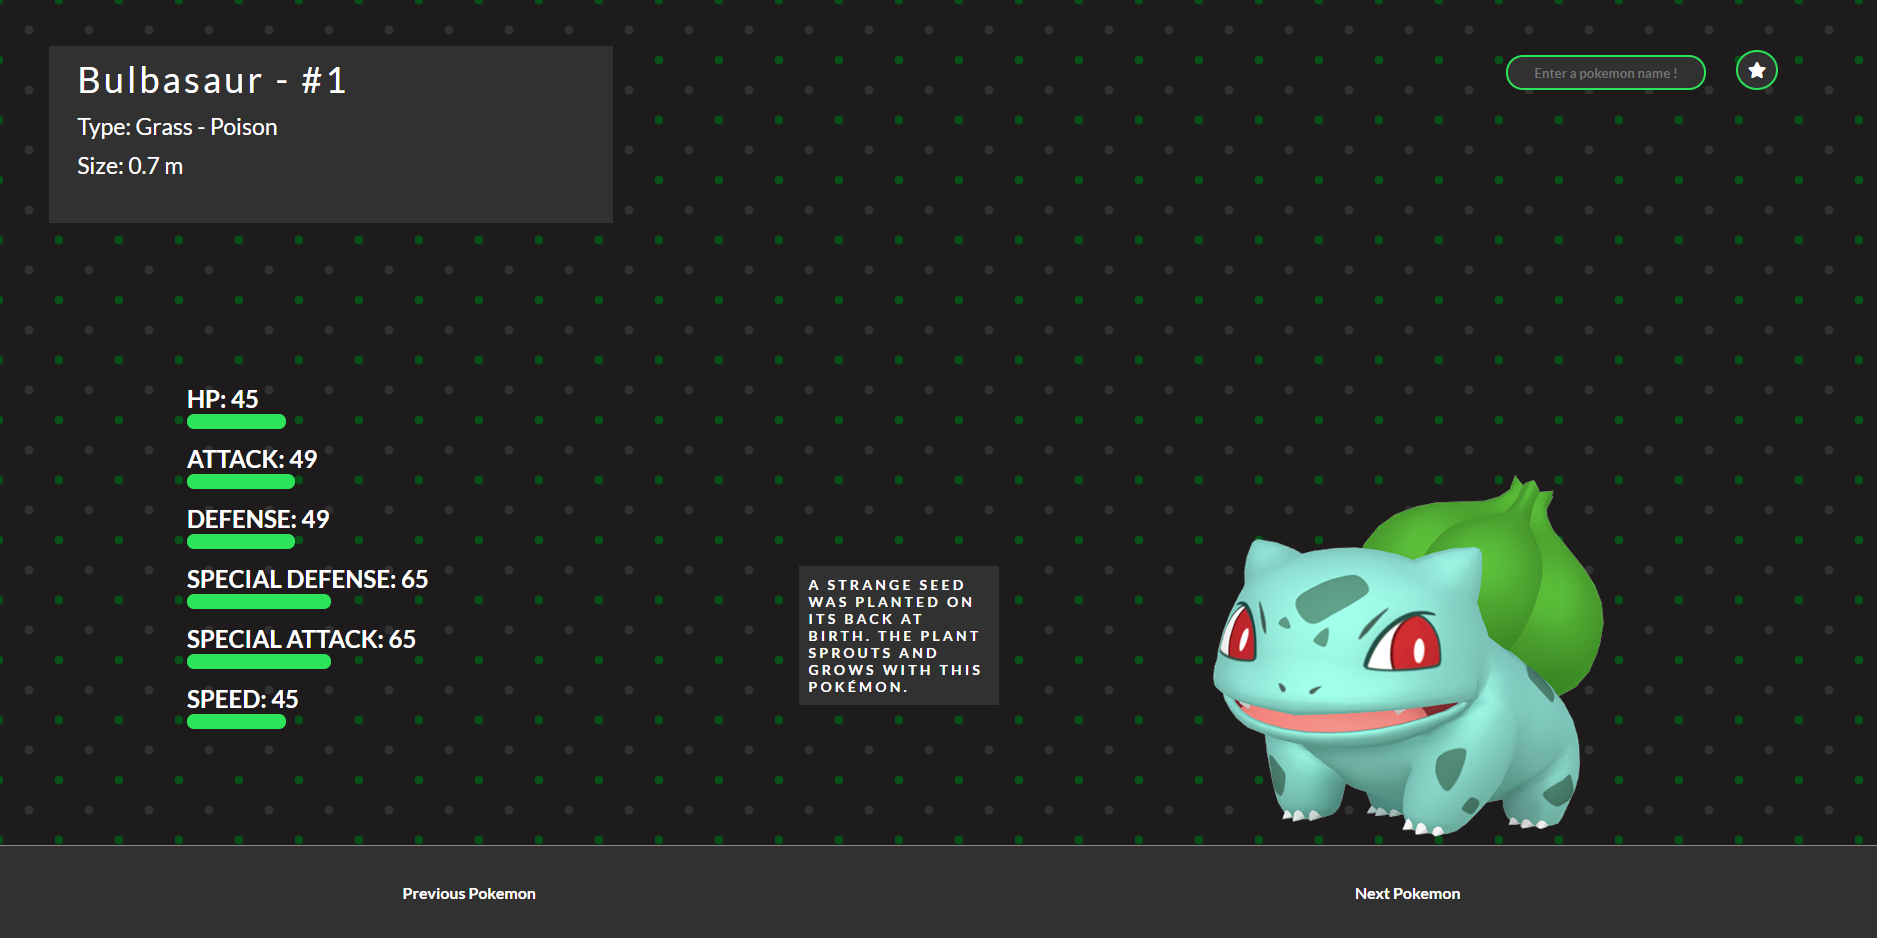 Bulbasaur - #1
Type: Grass - Poison
Size: 0.7 m
Enter a pokemon name !
HP: 45
ATTACK: 49
DEFENSE: 49
SPECIAL DEFENSE: 65
SPECIAL ATTACK: 65
SPEED: 45
A STRANGE SEED
WAS PLANTED ON
ITS BACK AT
BIRTH. THE PLANT
SPROUTS AND
GROWS WITH THIS
POKÉMON.
Previous Pokemon
Next Pokemon